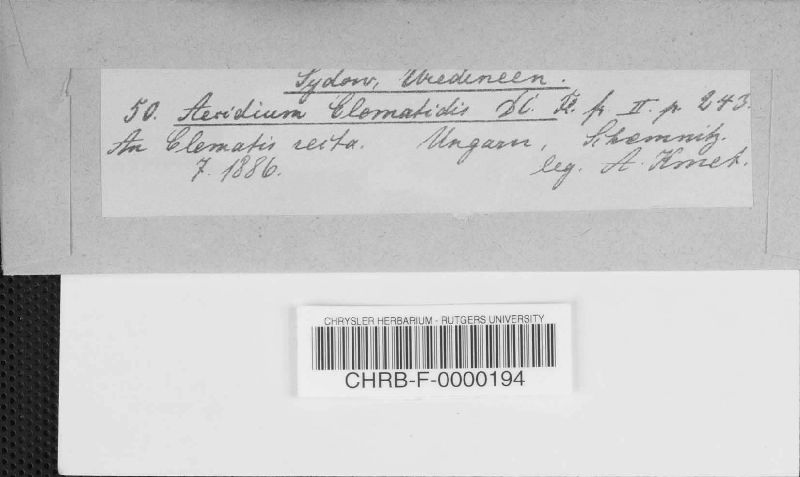 Sydow, Uredineen.
50. Aecidium Clematidis DC. Fl. fr. II. p. 243.
An Clematis recta. Ungarn, Schemnitz.
7. 1886. leg. A. Kmet.
CHRYSLER HERBARIUM - RUTGERS UNIVERSITY
CHRB-F-0000194